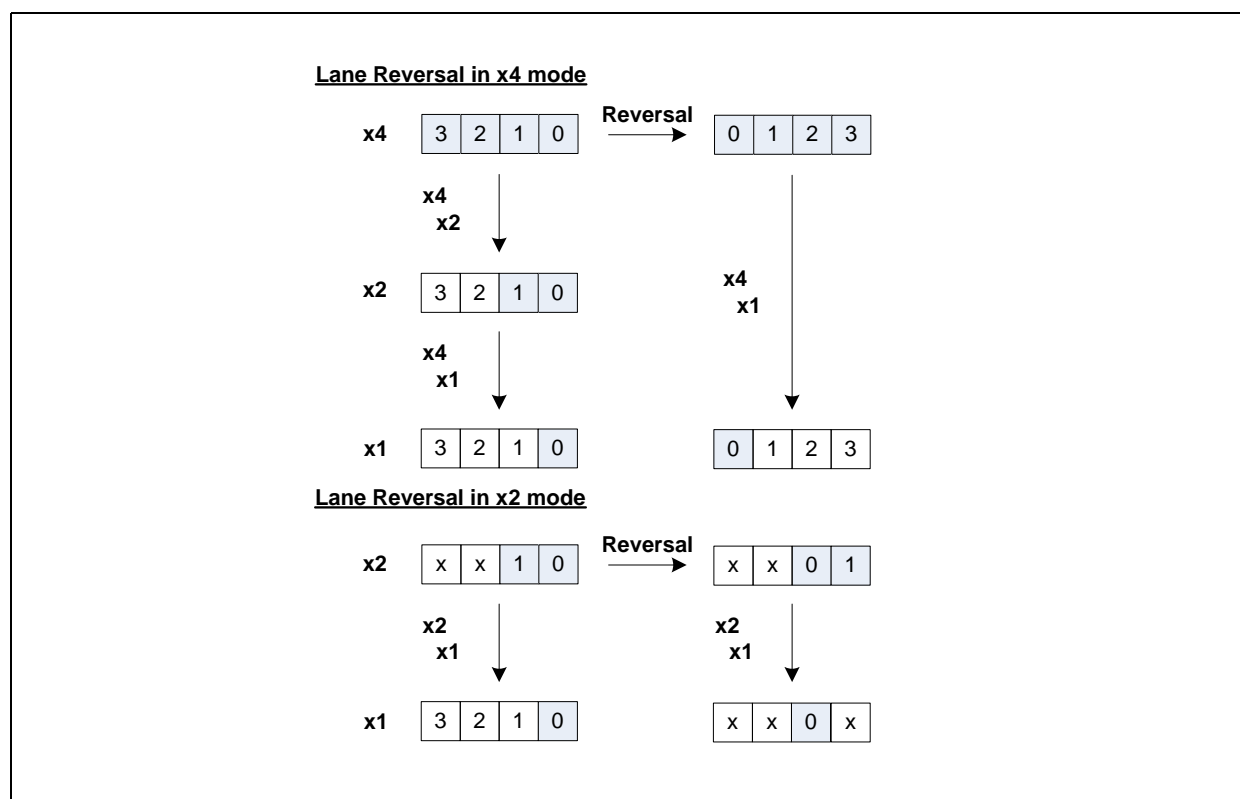 Lane Reversal in x4 mode
x4 3 2 1 0 Reversal 0 1 2 3
x4
x2
x2 3 2 1 0
x4
x1
x4
x1
x1 3 2 1 0 0 1 2 3
Lane Reversal in x2 mode
x2 x x 1 0 Reversal x x 0 1
x2
x1
x2
x1
x1 3 2 1 0 x x 0 x